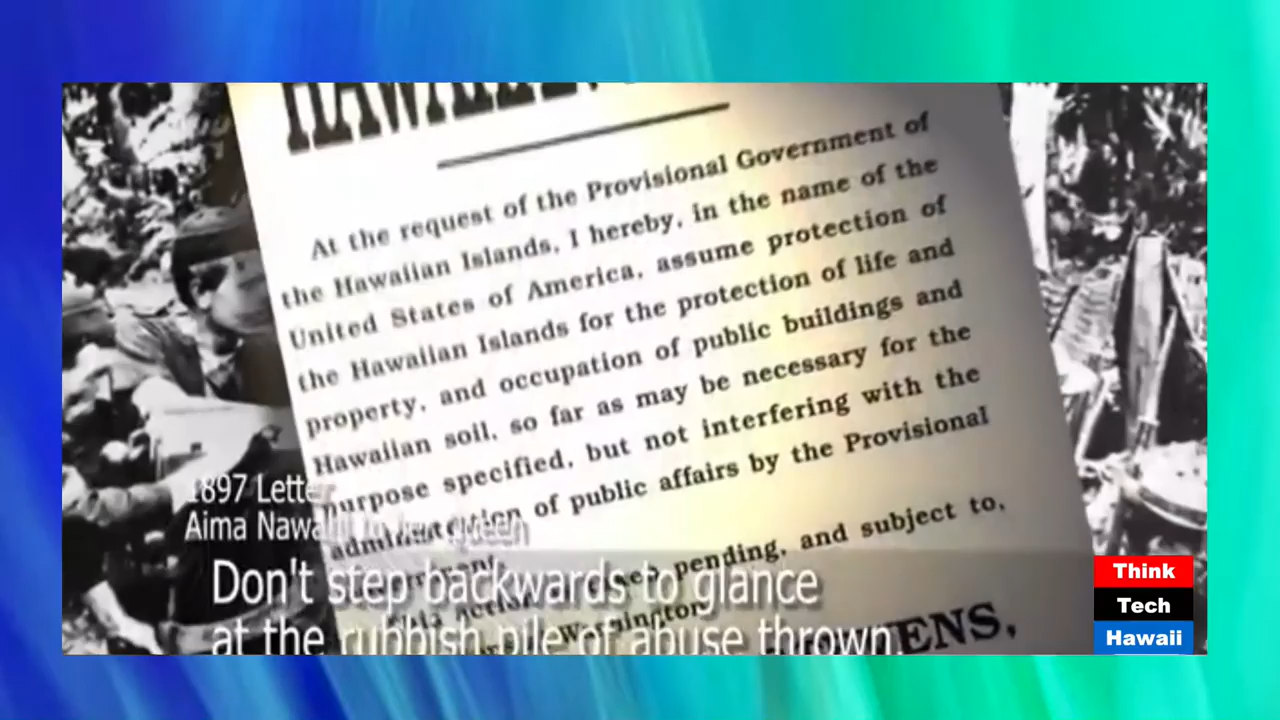 At the request of the Provisional Government of
the Hawaiian Islands, I hereby, in the name of the
United States of America, assume protection of
the Hawaiian Islands for the protection of life and
property, and occupation of public buildings and
Hawaiian soil, so far as may be necessary for the
purpose specified, but not interfering with the
administration of public affairs by the Provisional
pending, and subject to,
1897 Letter
Aima Nawahi to her Queen
Don't step backwards to glance
at the rubbish pile of abuse thrown,
Think
Tech
Hawaii